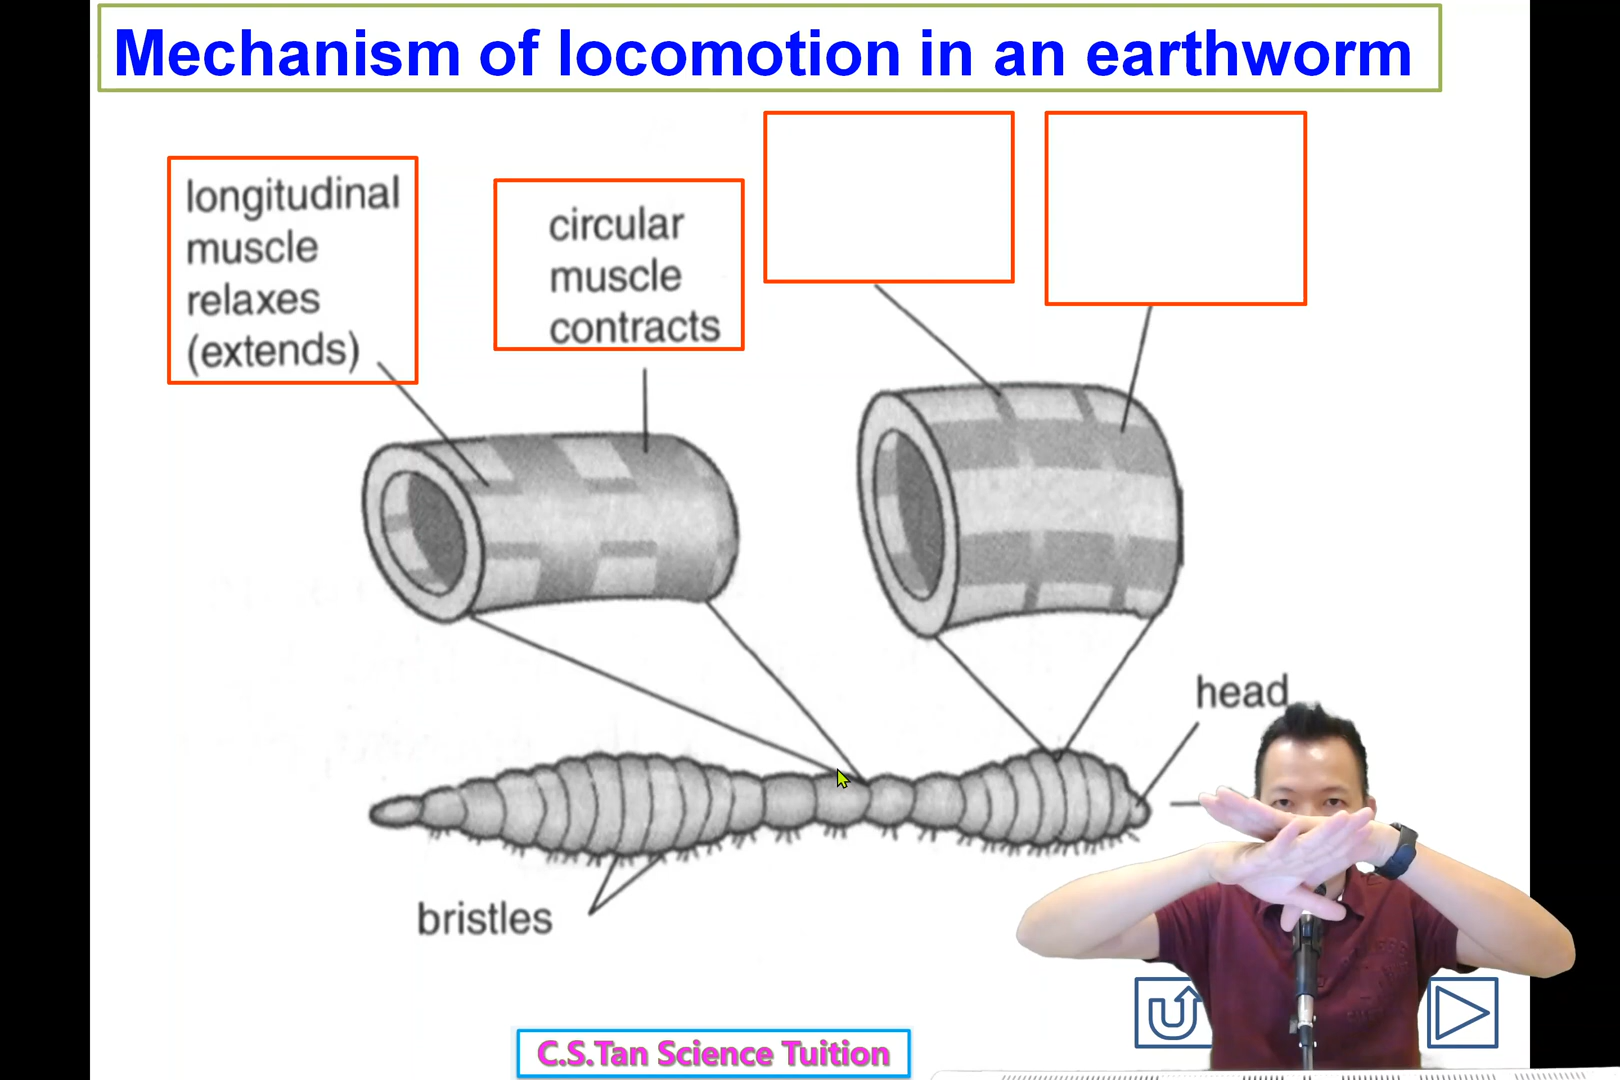 Mechanism of locomotion in an earthworm
longitudinal
muscle
relaxes
(extends)
circular
muscle
contracts
head
bristles
C.S.Tan Science Tuition